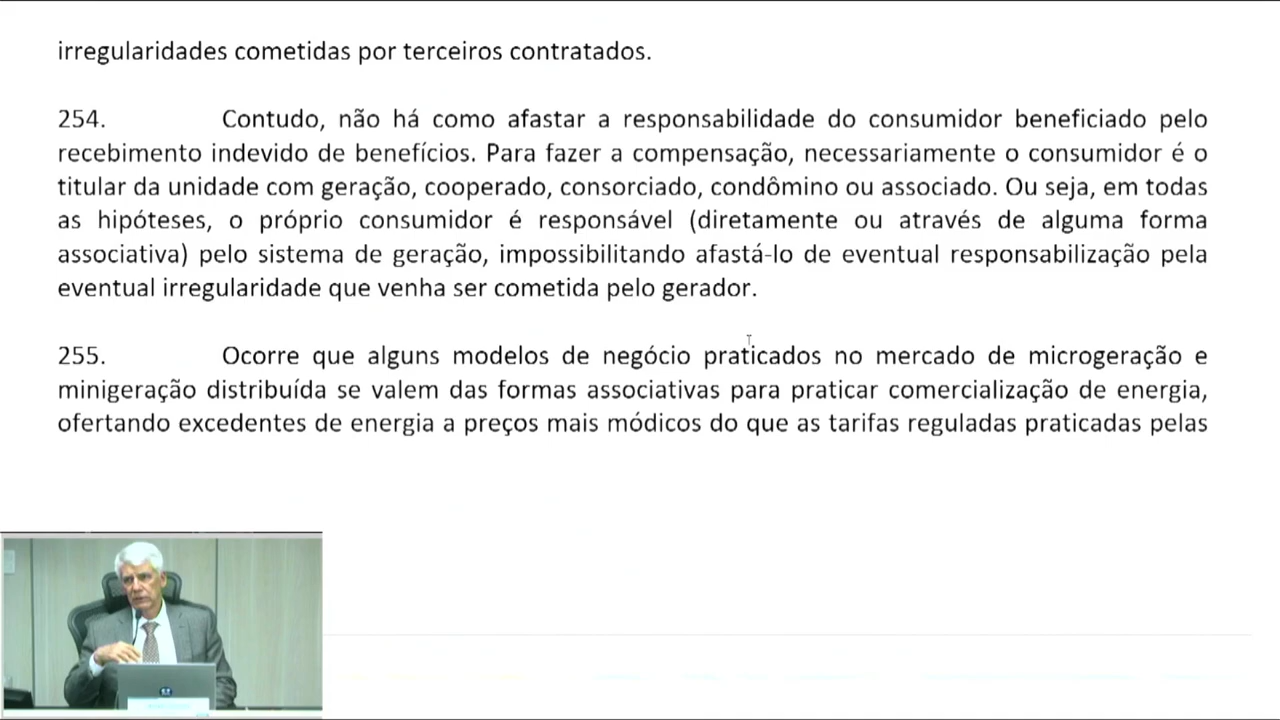 irregularidades cometidas por terceiros contratados.
254. Contudo, não há como afastar a responsabilidade do consumidor beneficiado pelo
recebimento indevido de benefícios. Para fazer a compensação, necessariamente o consumidor é o
titular da unidade com geração, cooperado, consorciado, condômino ou associado. Ou seja, em todas
as hipóteses, o próprio consumidor é responsável (diretamente ou através de alguma forma
associativa) pelo sistema de geração, impossibilitando afastá-lo de eventual responsabilização pela
eventual irregularidade que venha ser cometida pelo gerador.
255. Ocorre que alguns modelos de negócio praticados no mercado de microgeração e
minigeração distribuída se valem das formas associativas para praticar comercialização de energia,
ofertando excedentes de energia a preços mais módicos do que as tarifas reguladas praticadas pelas